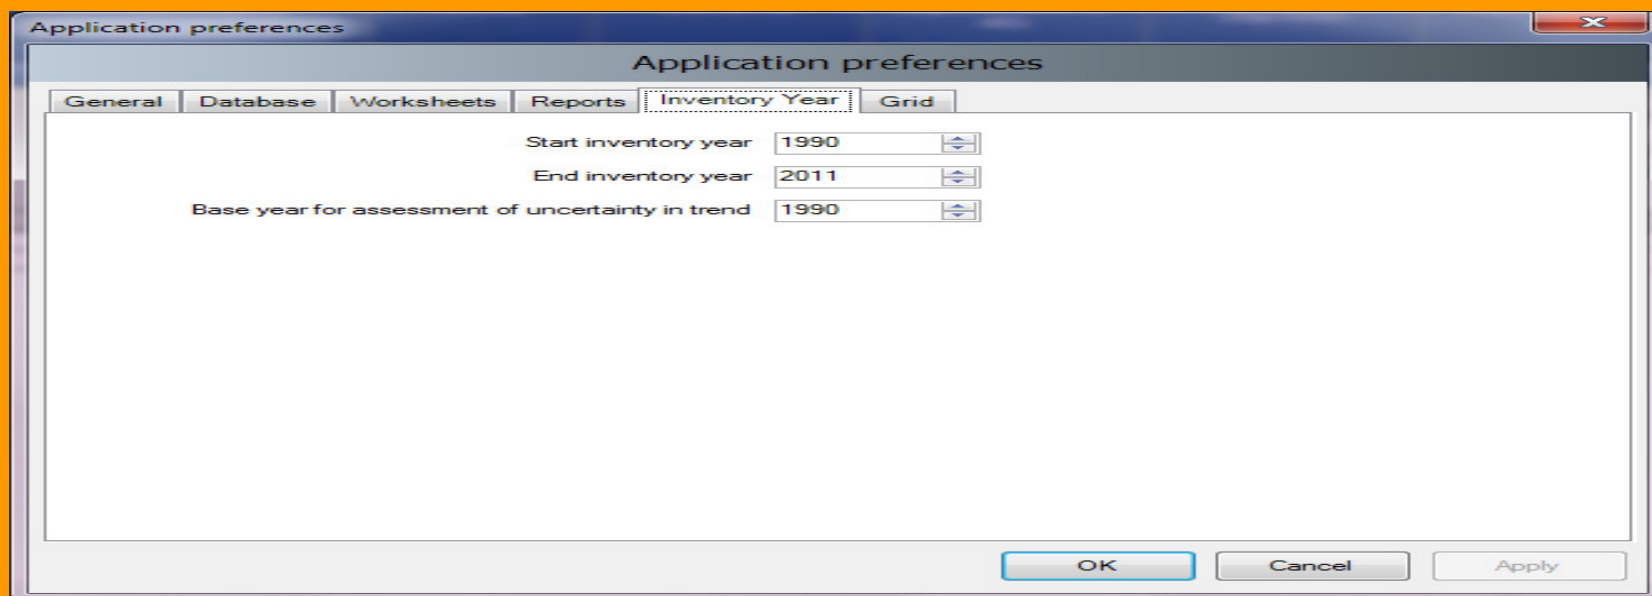 Application preferences
Application preferences
General Database Worksheets Reports Inventory Year Grid
Start inventory year 1990
End inventory year 2011
Base year for assessment of uncertainty in trend 1990
OK Cancel Apply